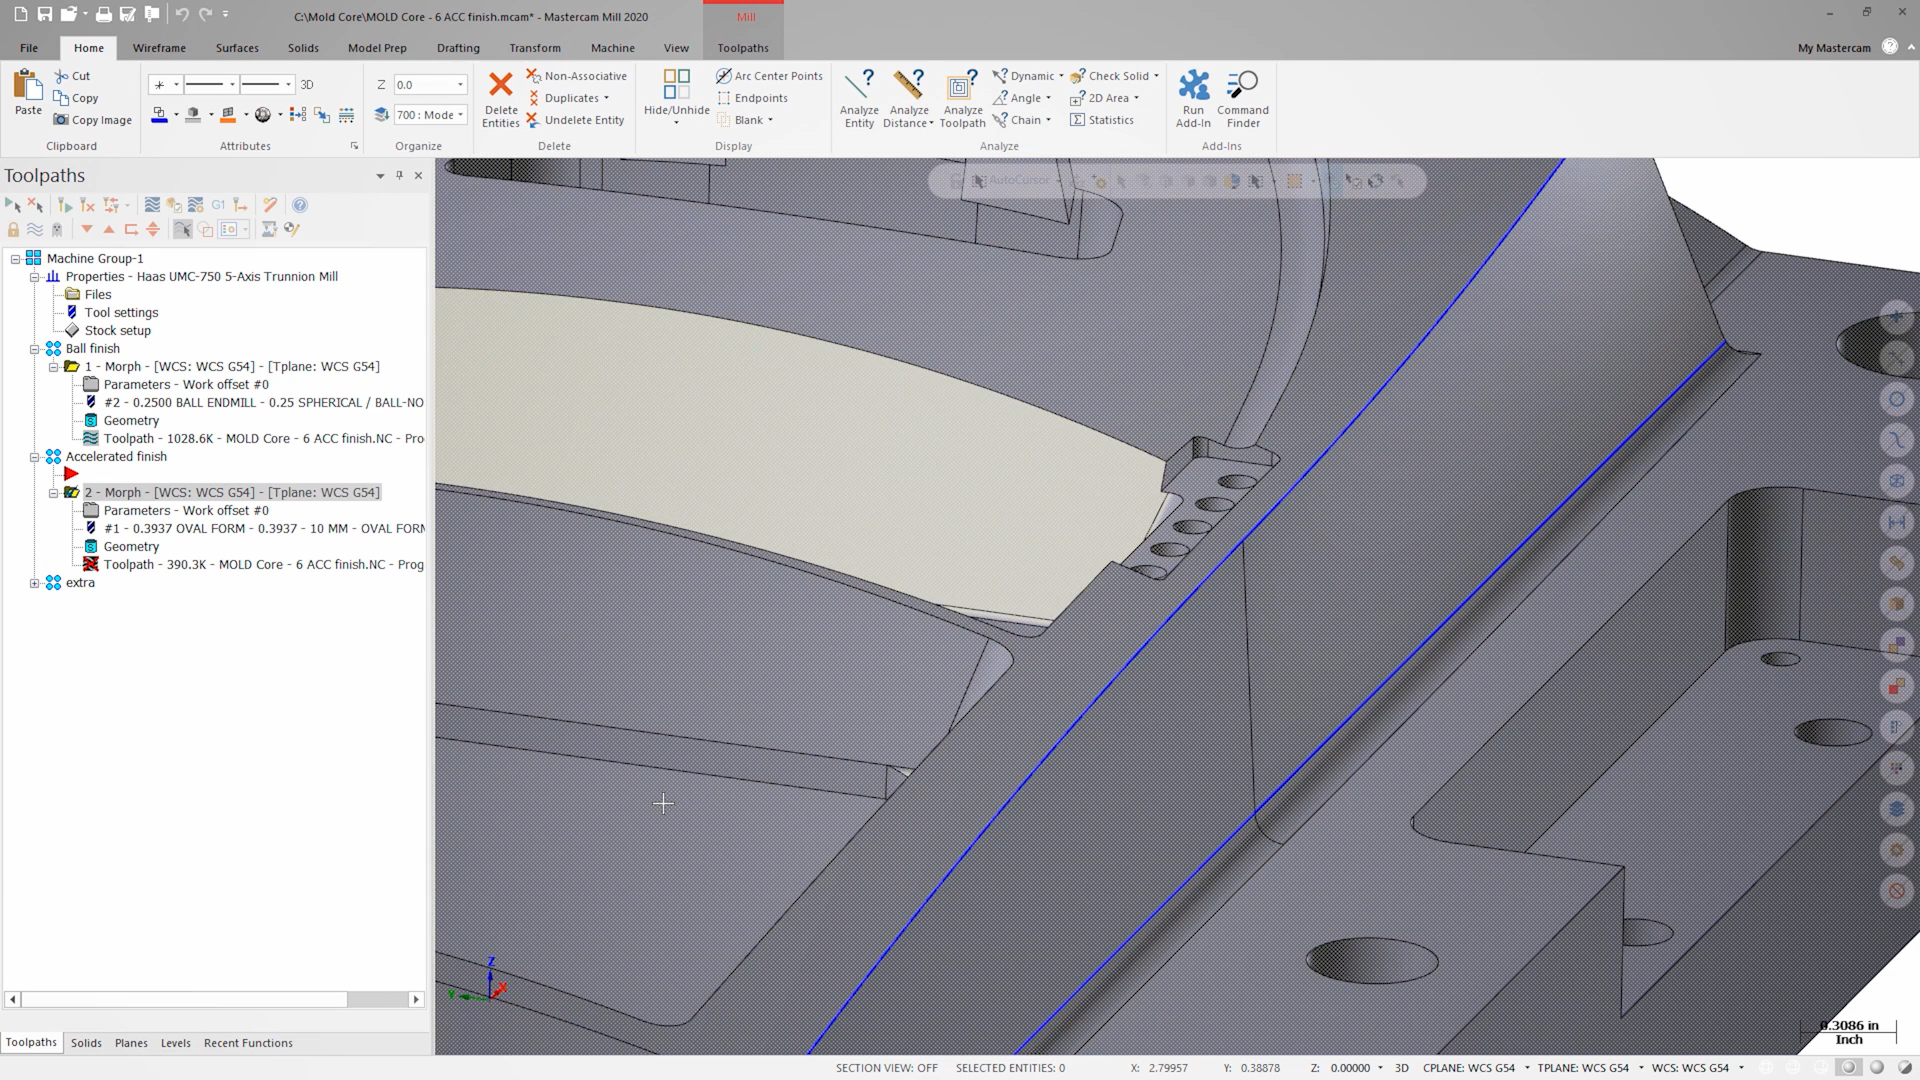 C:\Mold Core\MOLD Core - 6 ACC finish.mcam* - Mastercam Mill 2020
Mill
File Home Wireframe Surfaces Solids Model Prep Drafting Transform Machine View Toolpaths My Mastercam
Paste
Cut
Copy
Copy Image
Clipboard
3D
Attributes
Z 0.0
700 : Mode
Organize
Delete Entities
Non-Associative
Duplicates
Undelete Entity
Delete
Hide/Unhide
Arc Center Points
Endpoints
Blank
Display
Analyze Entity
Analyze Distance
Analyze Toolpath
Dynamic
Angle
Chain
Check Solid
2D Area
Statistics
Analyze
Run Add-In
Command Finder
Add-Ins
Toolpaths
AutoCursor
G1
Machine Group-1
Properties - Haas UMC-750 5-Axis Trunnion Mill
Files
Tool settings
Stock setup
Ball finish
1 - Morph - [WCS: WCS G54] - [Tplane: WCS G54]
Parameters - Work offset #0
#2 - 0.2500 BALL ENDMILL - 0.25 SPHERICAL / BALL-NO
Geometry
Toolpath - 1028.6K - MOLD Core - 6 ACC finish.NC - Pro
Accelerated finish
2 - Morph - [WCS: WCS G54] - [Tplane: WCS G54]
Parameters - Work offset #0
#1 - 0.3937 OVAL FORM - 0.3937 - 10 MM - OVAL FORM
Geometry
Toolpath - 390.3K - MOLD Core - 6 ACC finish.NC - Prog
extra
Z
X
Y
0.3086 in
Inch
Toolpaths Solids Planes Levels Recent Functions
SECTION VIEW: OFF SELECTED ENTITIES: 0 X: 2.79957 Y: 0.38878 Z: 0.00000 3D CPLANE: WCS G54 TPLANE: WCS G54 WCS: WCS G54